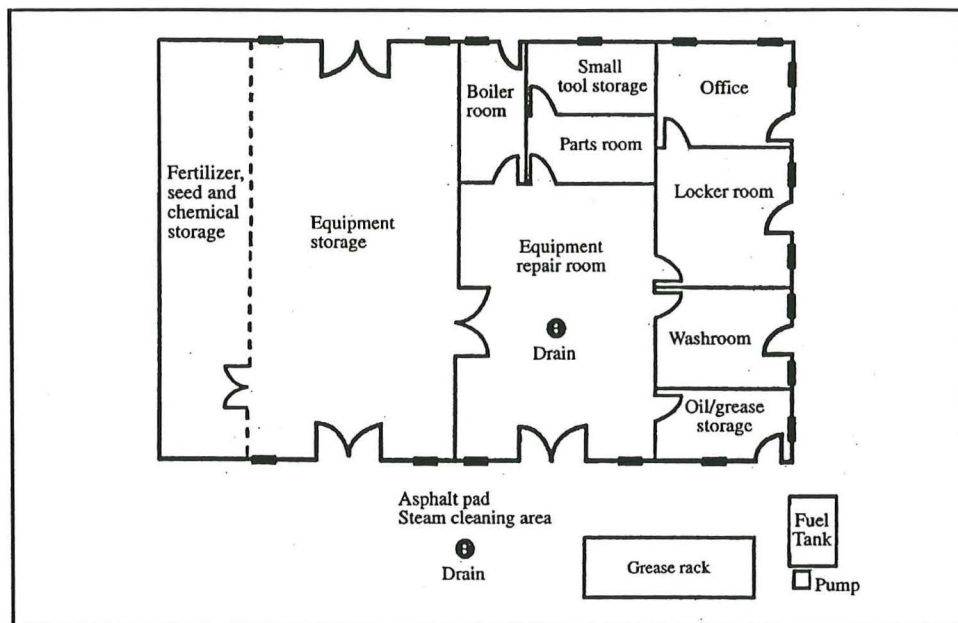 Boiler
room
Small
tool storage
Office
Parts room
Fertilizer,
seed and
chemical
storage
Equipment
storage
Equipment
repair room
Locker room
Drain
Washroom
Oil/grease
storage
Asphalt pad
Steam cleaning area
Drain
Grease rack
Fuel
Tank
Pump